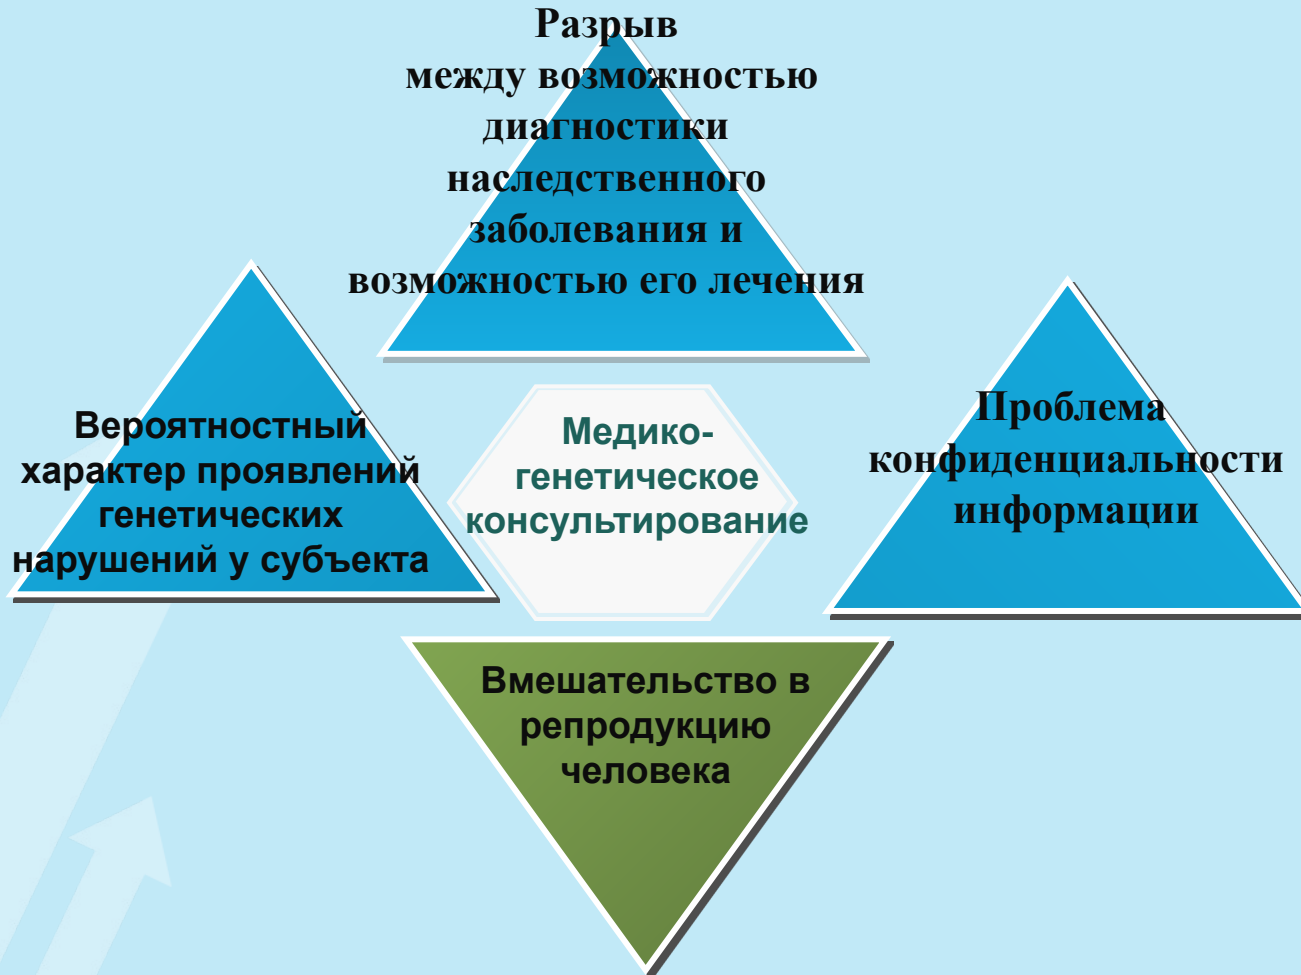 Разрыв
между возможностью
диагностики
наследственного
заболевания и
возможностью его лечения
Вероятностный
характер проявлений
генетических
нарушений у субъекта
Медико-
генетическое
консультирование
Проблема
конфиденциальности
информации
Вмешательство в
репродукцию
человека